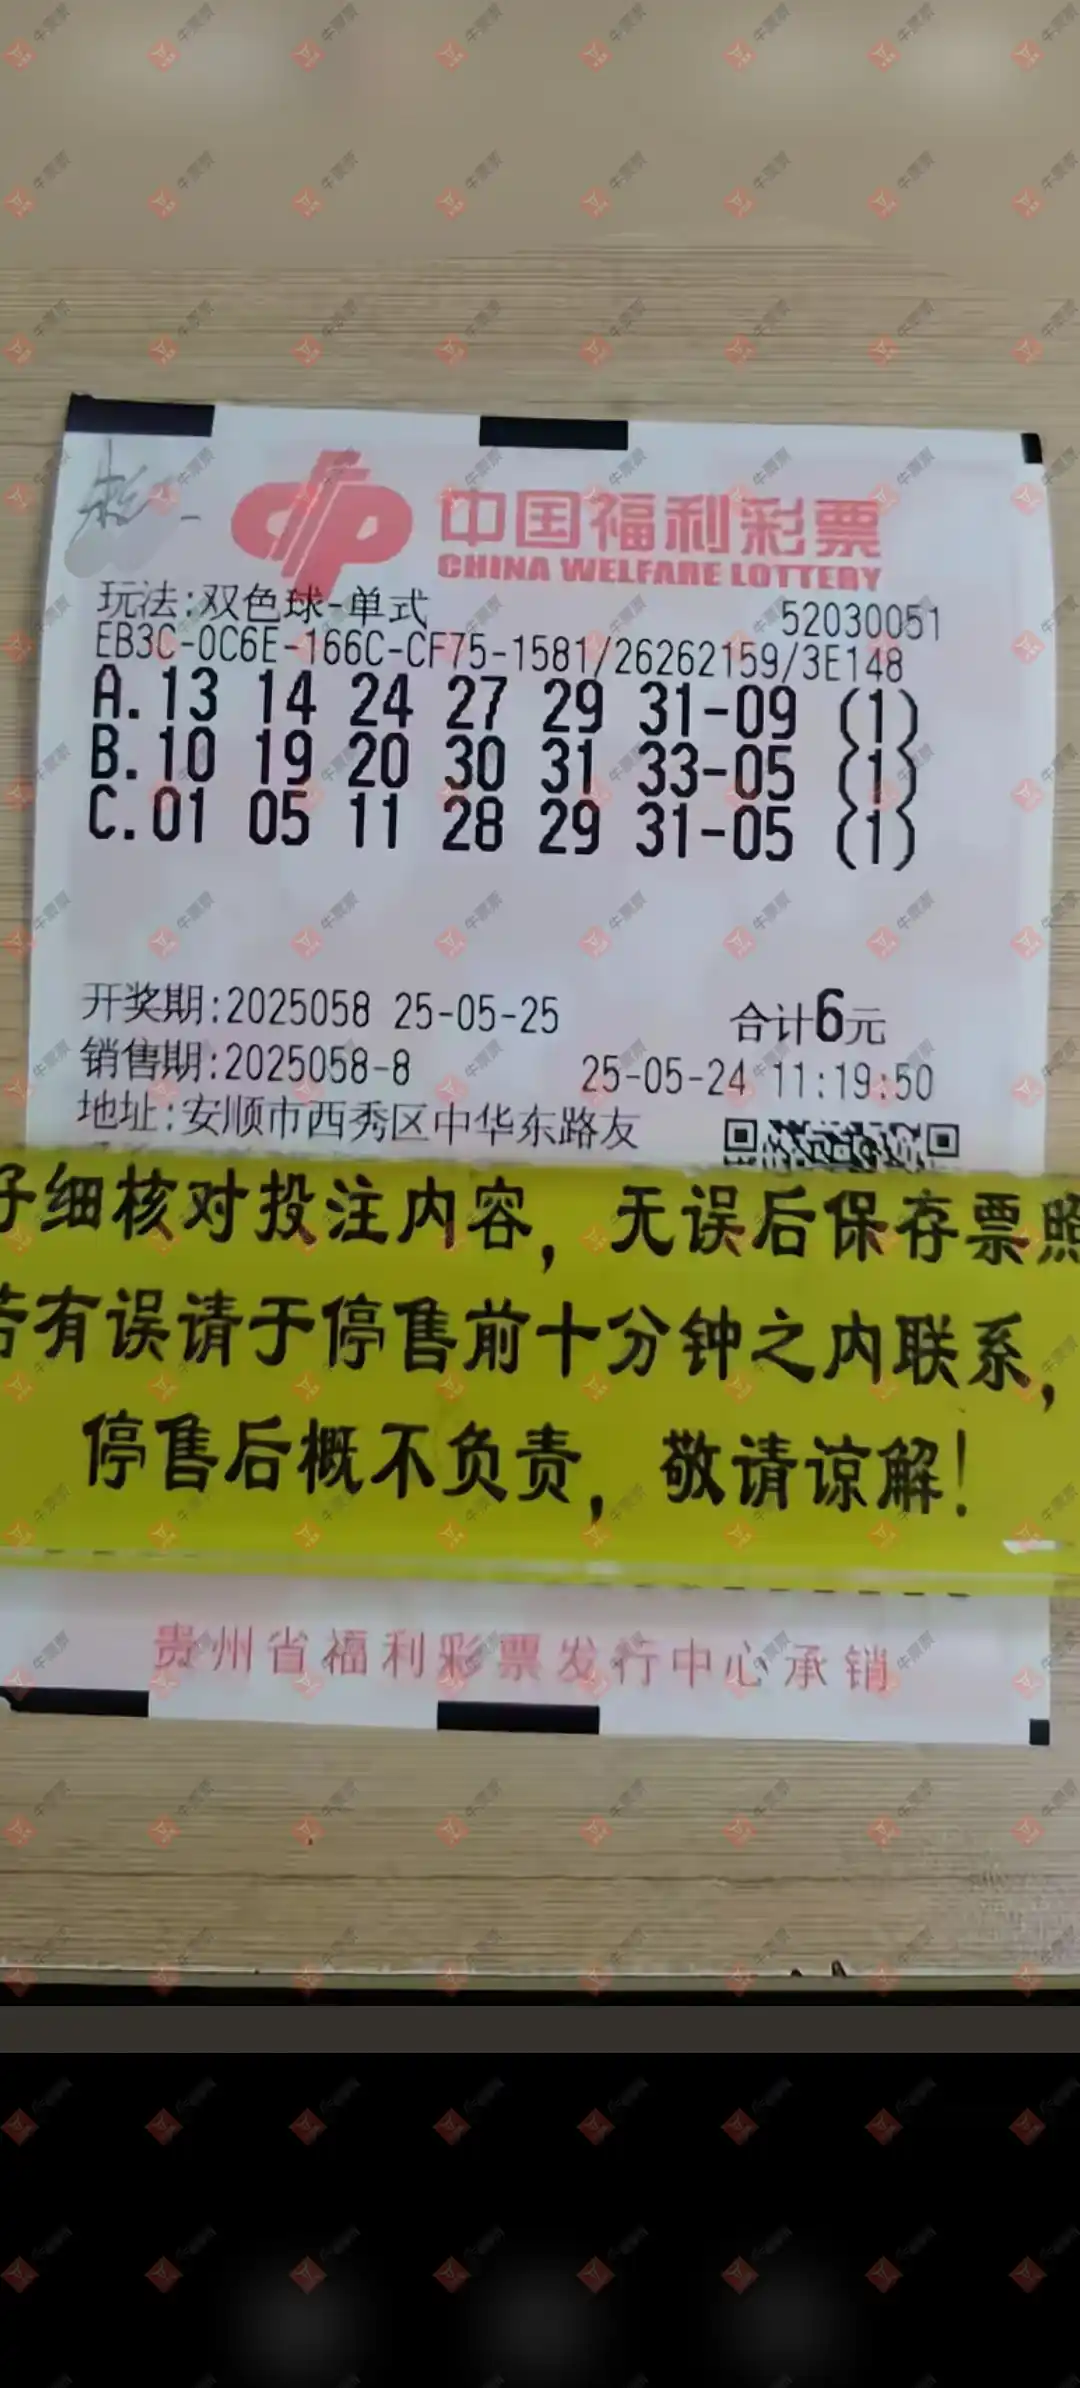 中国福利彩票
CHINA WELFARE LOTTERY
玩法:双色球-单式 52030051
EB3C-0C6E-166C-CF75-1581/26262159/3E148
A.13 14 24 27 29 31-09 (1)
B.10 19 20 30 31 33-05 (1)
C.01 05 11 28 29 31-05 (1)
开奖期:2025058 25-05-25 合计6元
销售期:2025058-8 25-05-24 11:19:50
地址:安顺市西秀区中华东路友
仔细核对投注内容，无误后保存票照
若有误请于停售前十分钟之内联系，
停售后概不负责，敬请谅解！
贵州省福利彩票发行中心承销